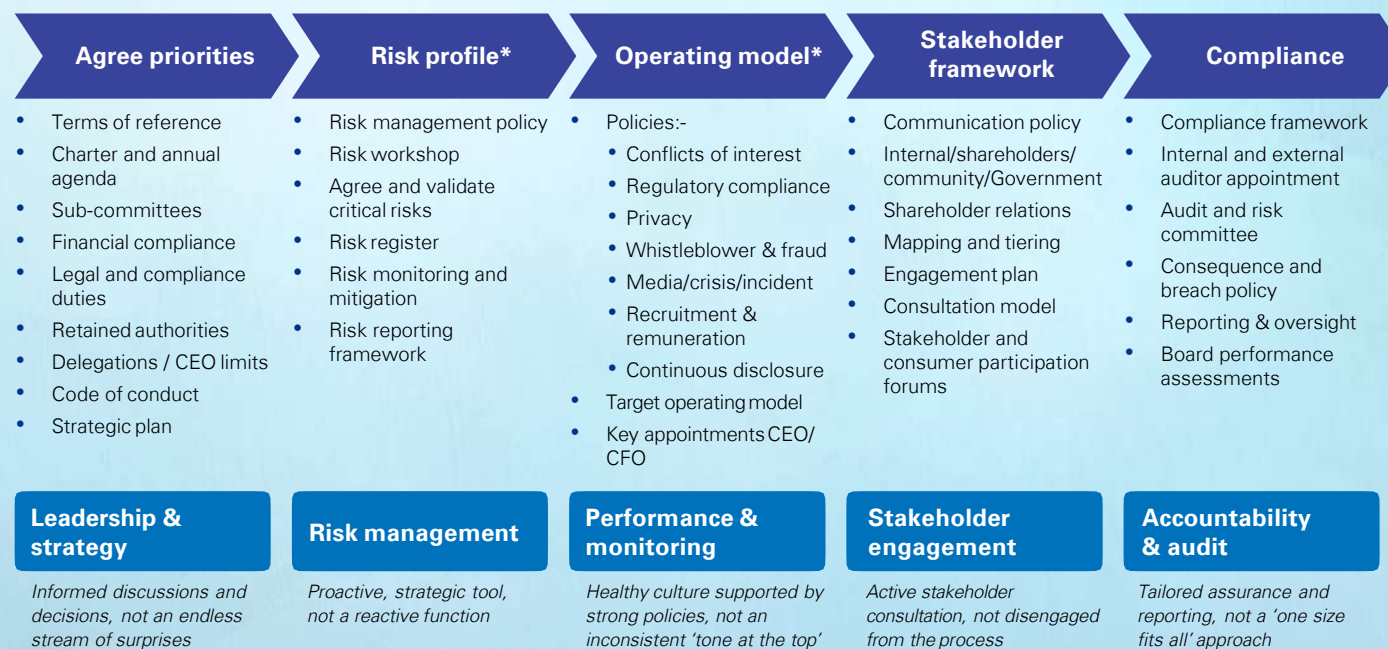 Agree priorities
• Terms of reference
• Charter and annual
agenda
• Sub-committees
• Financial compliance
• Legal and compliance
duties
• Retained authorities
• Delegations / CEO limits
• Code of conduct
• Strategic plan
Leadership &
strategy
Informed discussions and
decisions, not an endless
stream of surprises
Risk profile*
• Risk management policy
• Risk workshop
• Agree and validate
critical risks
• Risk register
• Risk monitoring and
mitigation
• Risk reporting
framework
Risk management
Proactive, strategic tool,
not a reactive function
Operating model*
• Policies:-
• Conflicts of interest
• Regulatory compliance
• Privacy
• Whistleblower & fraud
• Media/crisis/incident
• Recruitment &
remuneration
• Continuous disclosure
• Target operating model
• Key appointments CEO/
CFO
Performance &
monitoring
Healthy culture supported by
strong policies, not an
inconsistent ‘tone at the top’
Stakeholder
framework
• Communication policy
• Internal/shareholders/
community/Government
• Shareholder relations
• Mapping and tiering
• Engagement plan
• Consultation model
• Stakeholder and
consumer participation
forums
Stakeholder
engagement
Active stakeholder
consultation, not disengaged
from the process
Compliance
• Compliance framework
• Internal and external
auditor appointment
• Audit and risk
committee
• Consequence and
breach policy
• Reporting & oversight
• Board performance
assessments
Accountability
& audit
Tailored assurance and
reporting, not a ‘one size
fits all’ approach